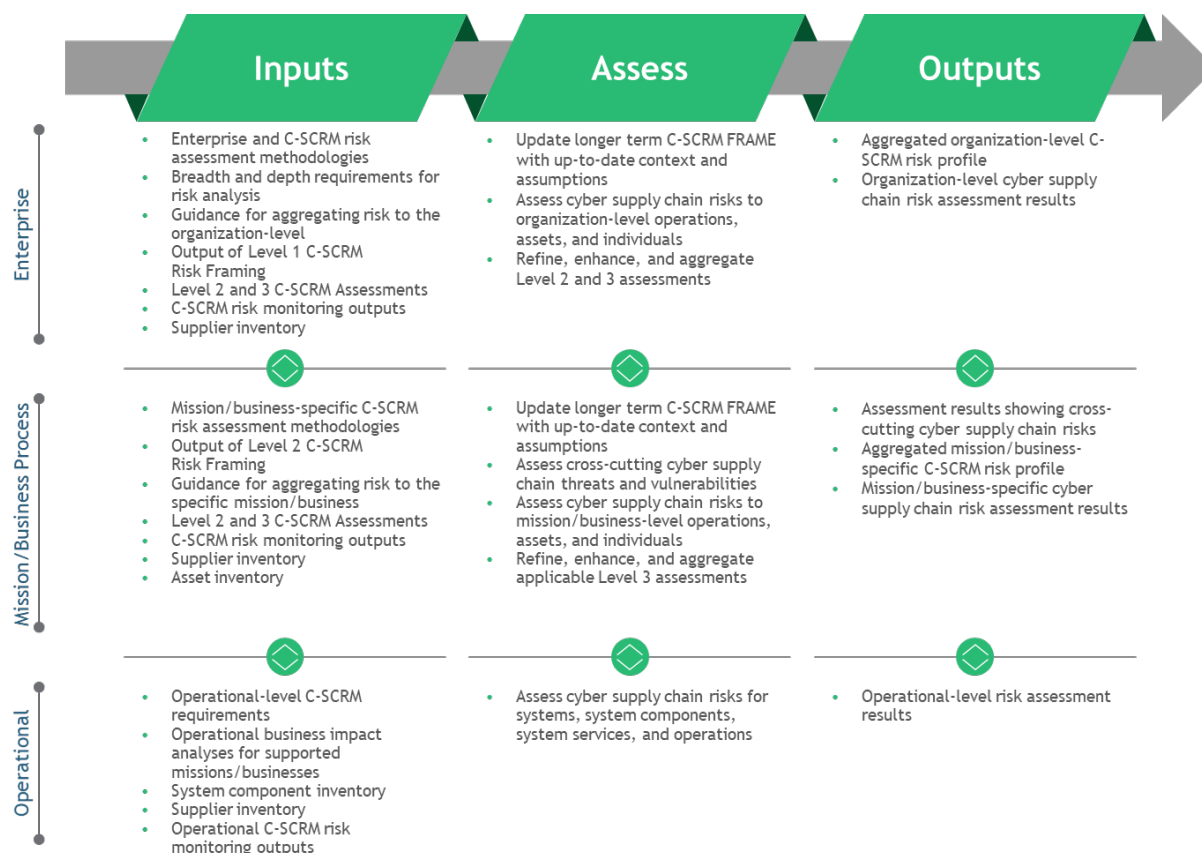 Inputs
Assess
Outputs
Enterprise
• Enterprise and C-SCRM risk
assessment methodologies
• Breadth and depth requirements for
risk analysis
• Guidance for aggregating risk to the
organization-level
• Output of Level 1 C-SCRM
Risk Framing
• Level 2 and 3 C-SCRM Assessments
• C-SCRM risk monitoring outputs
• Supplier inventory
• Update longer term C-SCRM FRAME
with up-to-date context and
assumptions
• Assess cyber supply chain risks to
organization-level operations,
assets, and individuals
• Refine, enhance, and aggregate
Level 2 and 3 assessments
• Aggregated organization-level C-
SCRM risk profile
• Organization-level cyber supply
chain risk assessment results
Mission/Business Process
• Mission/business-specific C-SCRM
risk assessment methodologies
• Output of Level 2 C-SCRM
Risk Framing
• Guidance for aggregating risk to the
specific mission/business
• Level 2 and 3 C-SCRM Assessments
• C-SCRM risk monitoring outputs
• Supplier inventory
• Asset inventory
• Update longer term C-SCRM FRAME
with up-to-date context and
assumptions
• Assess cross-cutting cyber supply
chain threats and vulnerabilities
• Assess cyber supply chain risks to
mission/business-level operations,
assets, and individuals
• Refine, enhance, and aggregate
applicable Level 3 assessments
• Assessment results showing cross-
cutting cyber supply chain risks
• Aggregated mission/business-
specific C-SCRM risk profile
• Mission/business-specific cyber
supply chain risk assessment results
Operational
• Operational-level C-SCRM
requirements
• Operational business impact
analyses for supported
missions/businesses
• System component inventory
• Supplier inventory
• Operational C-SCRM risk
monitoring outputs
• Assess cyber supply chain risks for
systems, system components,
system services, and operations
• Operational-level risk assessment
results